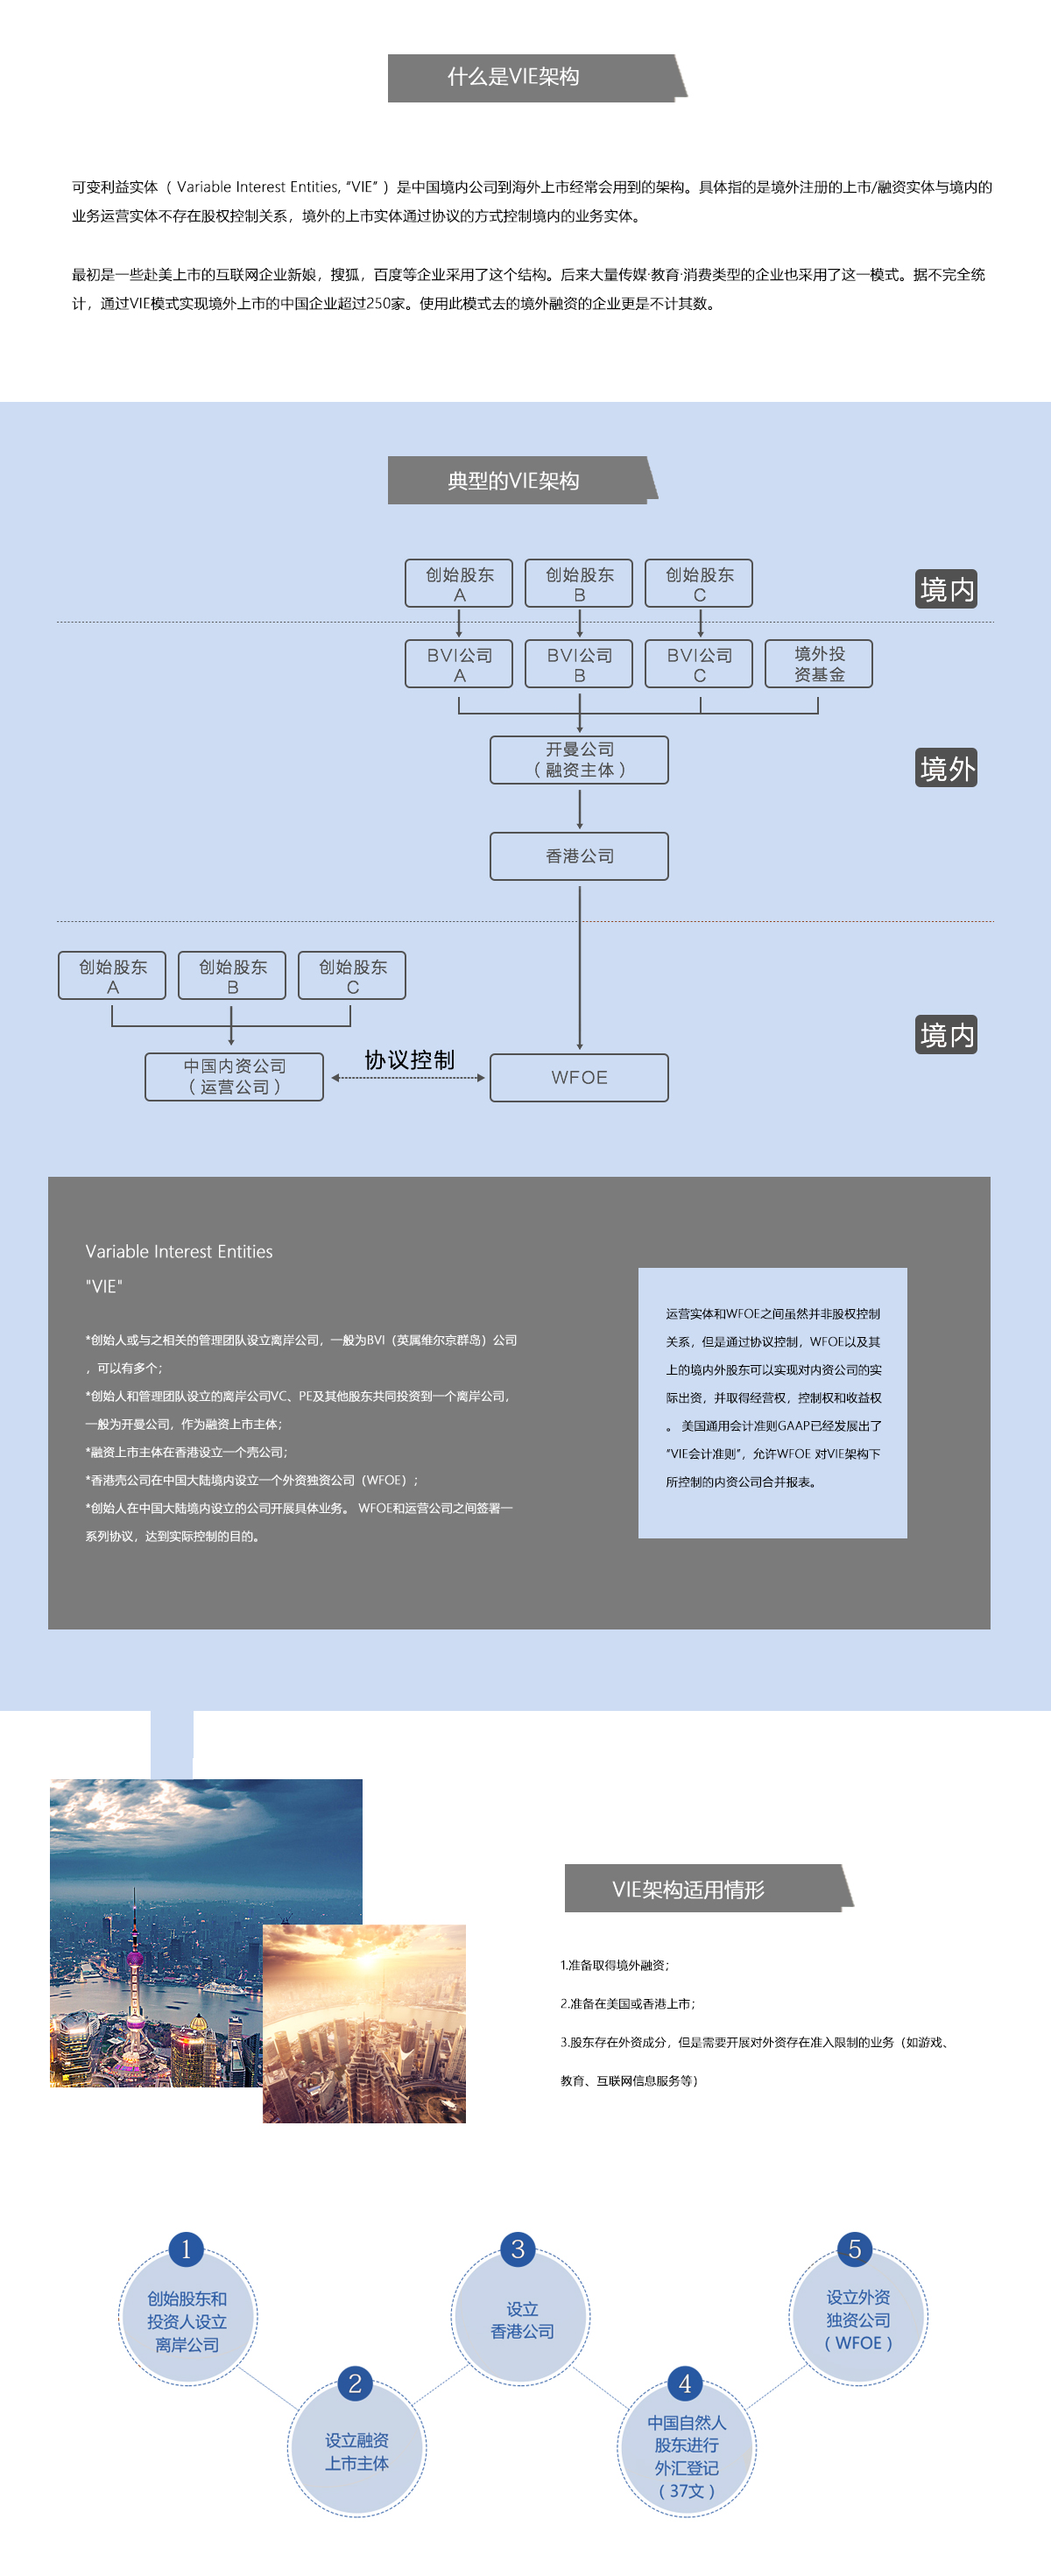 什么是VIE架构
可变利益实体（ Variable Interest Entities, “VIE” ）是中国境内公司到海外上市经常会用到的架构。具体指的是境外注册的上市/融资实体与境内的
业务运营实体不存在股权控制关系，境外的上市实体通过协议的方式控制境内的业务实体。
最初是一些赴美上市的互联网企业新娘，搜狐，百度等企业采用了这个结构。后来大量传媒·教育·消费类型的企业也采用了这一模式。据不完全统
计，通过VIE模式实现境外上市的中国企业超过250家。使用此模式去的境外融资的企业更是不计其数。
典型的VIE架构
创始股东
A
创始股东
B
创始股东
C
境内
BVI公司
A
BVI公司
B
BVI公司
C
境外投
资基金
开曼公司
（融资主体）
境外
香港公司
创始股东
A
创始股东
B
创始股东
C
境内
中国内资公司
（运营公司）
协议控制
WFOE
Variable Interest Entities
"VIE"
*创始人或与之相关的管理团队设立离岸公司，一般为BVI（英属维尔京群岛）公司
，可以有多个；
*创始人和管理团队设立的离岸公司VC、PE及其他股东共同投资到一个离岸公司，
一般为开曼公司，作为融资上市主体；
*融资上市主体在香港设立一个壳公司；
*香港壳公司在中国大陆境内设立一个外资独资公司（WFOE）；
*创始人在中国大陆境内设立的公司开展具体业务。 WFOE和运营公司之间签署一
系列协议，达到实际控制的目的。
运营实体和WFOE之间虽然并非股权控制
关系，但是通过协议控制，WFOE以及其
上的境内外股东可以实现对内资公司的实
际出资，并取得经营权，控制权和收益权
。 美国通用会计准则GAAP已经发展出了
“VIE会计准则”，允许WFOE 对VIE架构下
所控制的内资公司合并报表。
VIE架构适用情形
1.准备取得境外融资；
2.准备在美国或香港上市；
3.股东存在外资成分，但是需要开展对外资存在准入限制的业务（如游戏、
教育、互联网信息服务等）
1
创始股东和
投资人设立
离岸公司
2
设立融资
上市主体
3
设立
香港公司
4
中国自然人
股东进行
外汇登记
（37文）
5
设立外资
独资公司
（WFOE）